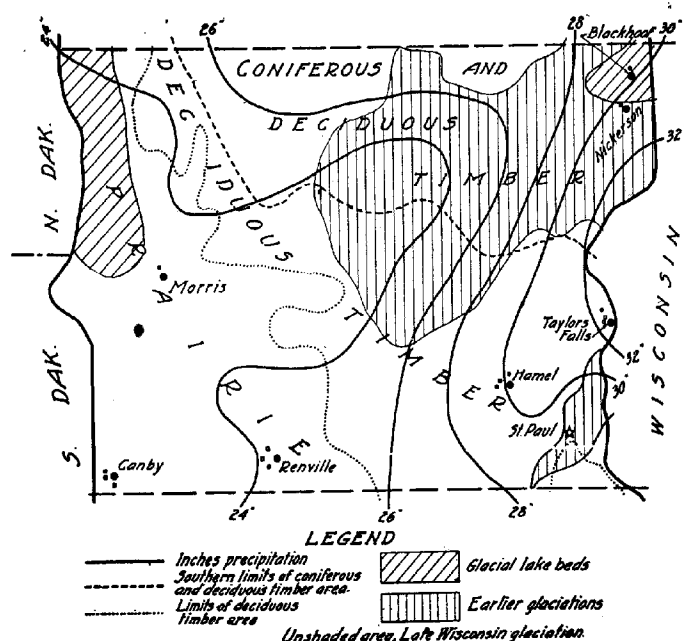 24"
26"
28"
Blackhoof
30"
CONIFEROUS AND
DECIDUOUS
TIMBER
DECIDUOUS
TIMBER
N. DAK.
PRAIRIE
Nickerson
32"
Morris
WISCONSIN
Taylors
Falls
S. DAK.
32"
Hamel
30"
St. Paul
Canby
Renville
24"
26"
28"
LEGEND
Inches precipitation
Southern limits of coniferous
and deciduous timber area.
Limits of deciduous
timber area
Glacial lake beds
Earlier glaciations
Unshaded area, Late Wisconsin glaciation.